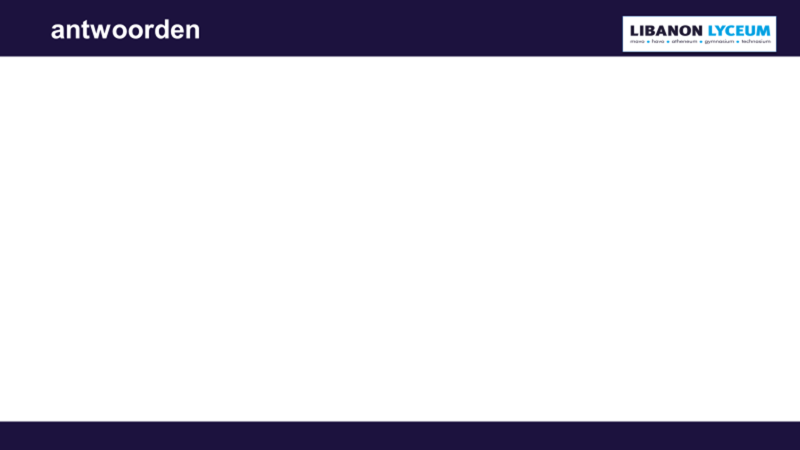 antwoorden
LIBANON LYCEUM
mavo • havo • atheneum • gymnasium • technasium